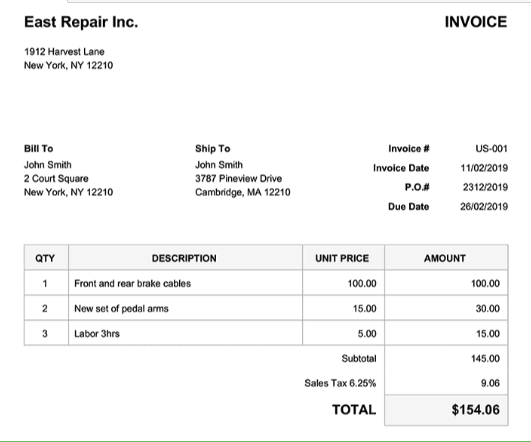 East Repair Inc.
INVOICE
1912 Harvest Lane
New York, NY 12210
Bill To
John Smith
2 Court Square
New York, NY 12210
Ship To
John Smith
3787 Pineview Drive
Cambridge, MA 12210
Invoice # US-001
Invoice Date 11/02/2019
P.O.# 2312/2019
Due Date 26/02/2019
QTY DESCRIPTION UNIT PRICE AMOUNT
1 Front and rear brake cables 100.00 100.00
2 New set of pedal arms 15.00 30.00
3 Labor 3hrs 5.00 15.00
Subtotal 145.00
Sales Tax 6.25% 9.06
TOTAL $154.06